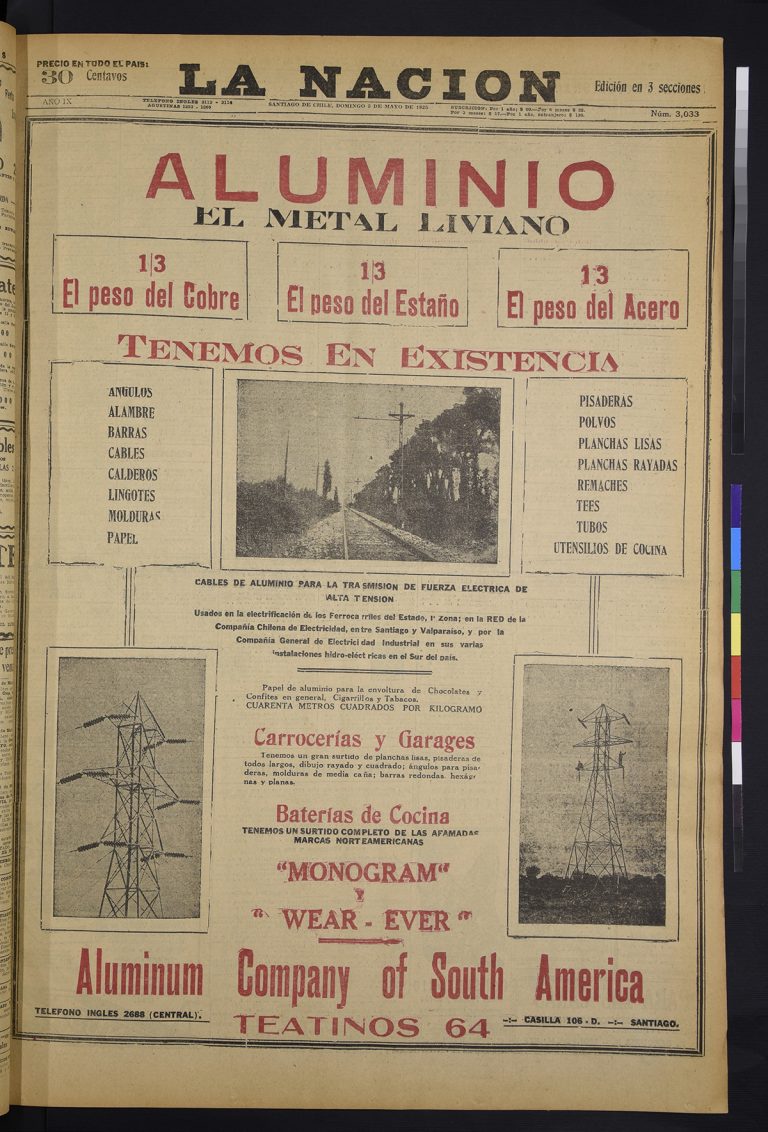 PRECIO EN TODO EL PAIS:
30 Centavos
LA NACION
Edición en 3 secciones
AÑO IX
TELEFONO INGLES 2112 - 2114
SANTIAGO DE CHILE, DOMINGO 3 DE MAYO DE 1925
Núm. 3,033
ALUMINIO
EL METAL LIVIANO
1|3
El peso del Cobre
1|3
El peso del Estaño
1 3
El peso del Acero
TENEMOS EN EXISTENCIA
ANGULOS
ALAMBRE
BARRAS
CABLES
CALDEROS
LINGOTES
MOLDURAS
PAPEL
PISADERAS
POLVOS
PLANCHAS LISAS
PLANCHAS RAYADAS
REMACHES
TEES
TUBOS
UTENSILIOS DE COCINA
CABLES DE ALUMINIO PARA LA TRASMISION DE FUERZA ELECTRICA DE
ALTA TENSION
Usados en la electrificación de los Ferrocarriles del Estado, 1ª Zona; en la RED de la
Compañía Chilena de Electricidad, entre Santiago y Valparaíso, y por la
Compañía General de Electricidad Industrial en sus varias
instalaciones hidro-eléctricas en el Sur del país.
Papel de aluminio para la envoltura de Chocolates y
Confites en general, Cigarrillos y Tabacos.
CUARENTA METROS CUADRADOS POR KILOGRAMO
Carrocerías y Garages
Tenemos un gran surtido de planchas lisas, pisaderas de
todos largos, dibujo rayado y cuadrado; ángulos para pisa-
deras, molduras de media caña; barras redondas, hexágo-
nas y planas.
Baterías de Cocina
TENEMOS UN SURTIDO COMPLETO DE LAS AFAMADAS
MARCAS NORTEAMERICANAS
"MONOGRAM"
Y
" WEAR - EVER "
Aluminum Company of South America
TELEFONO INGLES 2688 (CENTRAL).
TEATINOS 64
-:- CASILLA 106 - D. -:- SANTIAGO.